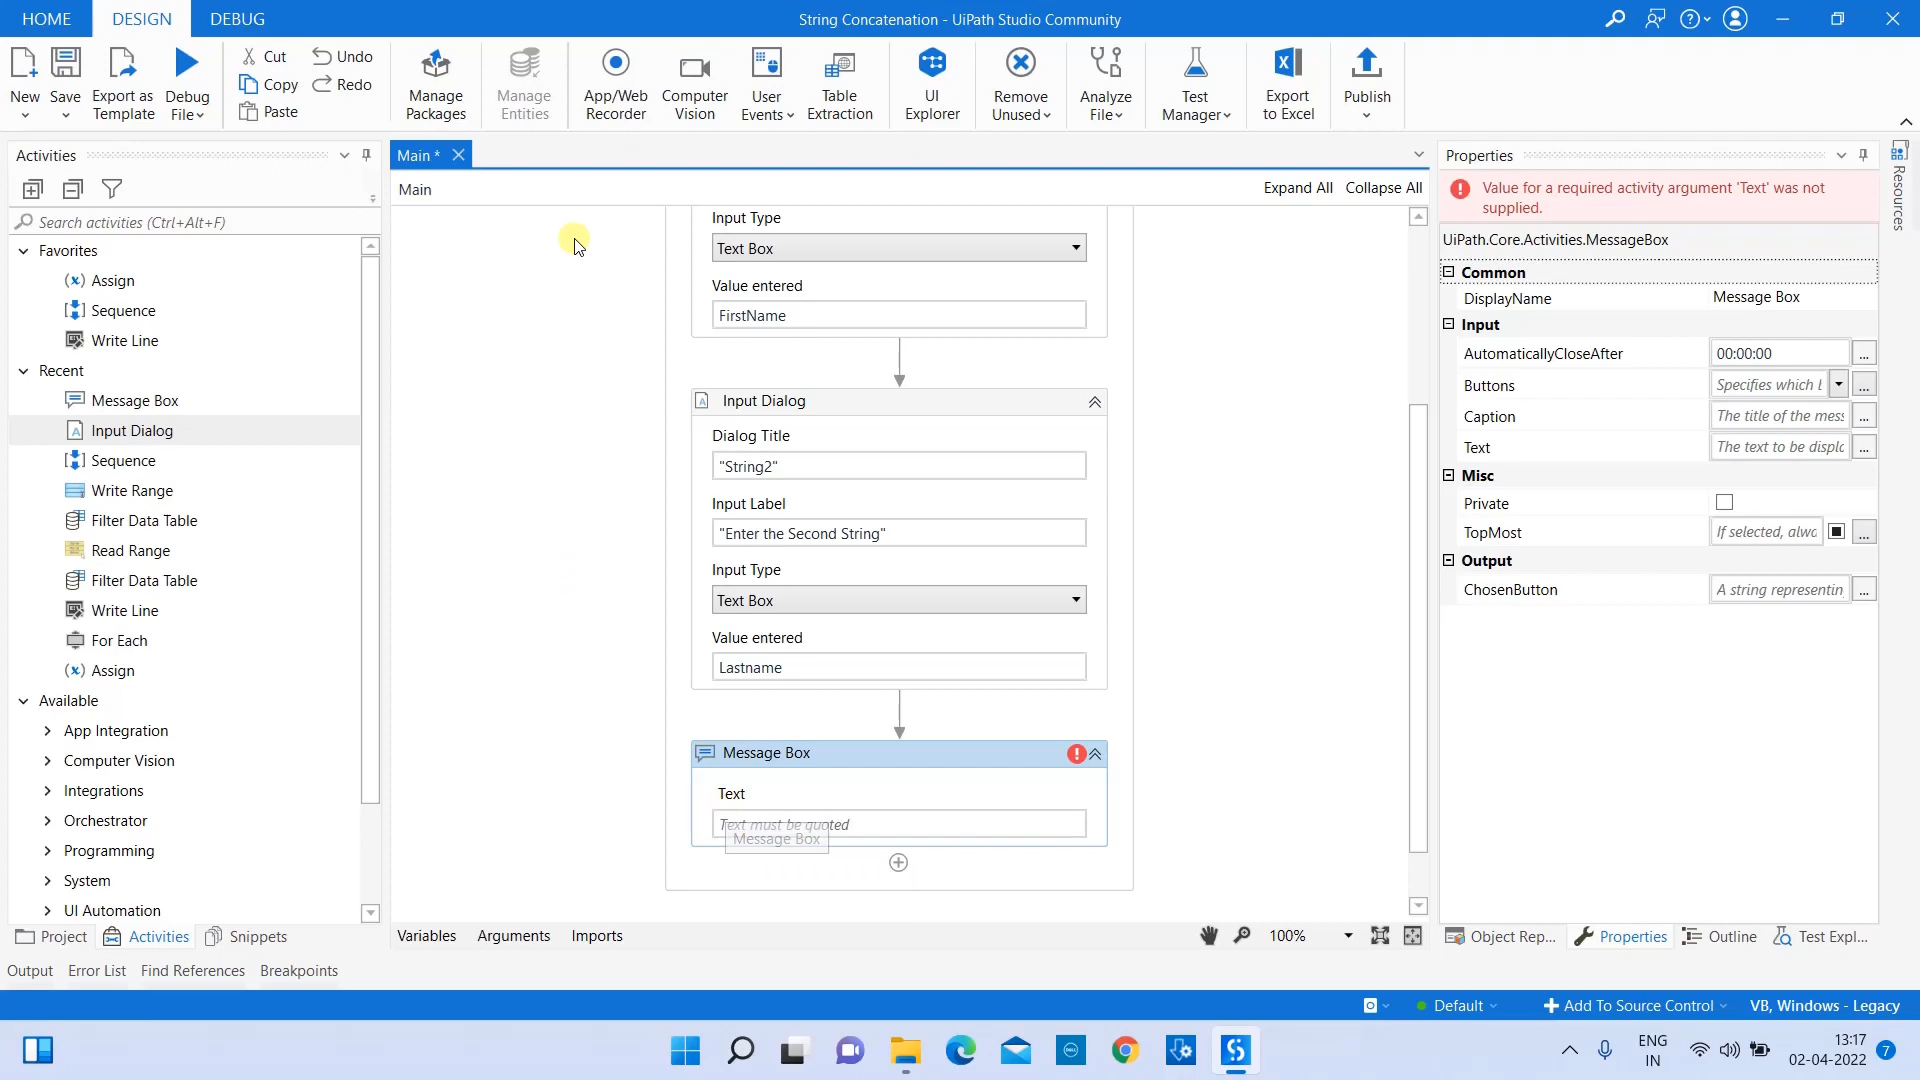 HOME DESIGN DEBUG
String Concatenation - UiPath Studio Community
New
Save
Export as
Template
Debug
File
Cut
Copy
Paste
Undo
Redo
Manage
Packages
Manage
Entities
App/Web
Recorder
Computer
Vision
User
Events
Table
Extraction
UI
Explorer
Remove
Unused
Analyze
File
Test
Manager
Export
to Excel
Publish
Activities
Search activities (Ctrl+Alt+F)
Favorites
Assign
Sequence
Write Line
Recent
Message Box
Input Dialog
Sequence
Write Range
Filter Data Table
Read Range
Filter Data Table
Write Line
For Each
Assign
Available
App Integration
Computer Vision
Integrations
Orchestrator
Programming
System
UI Automation
Project Activities Snippets
Main *
Main
Expand All Collapse All
Input Type
Text Box
Value entered
FirstName
Input Dialog
Dialog Title
"String2"
Input Label
"Enter the Second String"
Input Type
Text Box
Value entered
Lastname
Message Box
Text
Text must be quoted
Message Box
Variables Arguments Imports
100%
Properties
Value for a required activity argument 'Text' was not
supplied.
UiPath.Core.Activities.MessageBox
Common
DisplayName Message Box
Input
AutomaticallyCloseAfter 00:00:00 ...
Buttons Specifies which b ...
Caption The title of the mess ...
Text The text to be displa ...
Misc
Private
TopMost If selected, alwa ...
Output
ChosenButton A string representin ...
Object Rep... Properties Outline Test Expl...
Resources
Output Error List Find References Breakpoints
Default Add To Source Control VB, Windows - Legacy
DELL
ENG
IN
13:17
02-04-2022
7